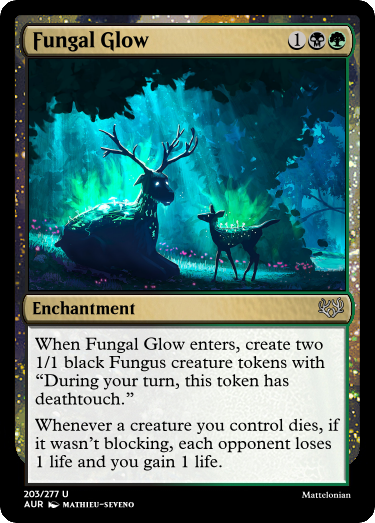 Fungal Glow 1
Enchantment
When Fungal Glow enters, create two
1/1 black Fungus creature tokens with
“During your turn, this token has
deathtouch.”
Whenever a creature you control dies, if
it wasn't blocking, each opponent loses
1 life and you gain 1 life.
203/277 U
AUR MATHIEU-SEVENO
Mattelonian